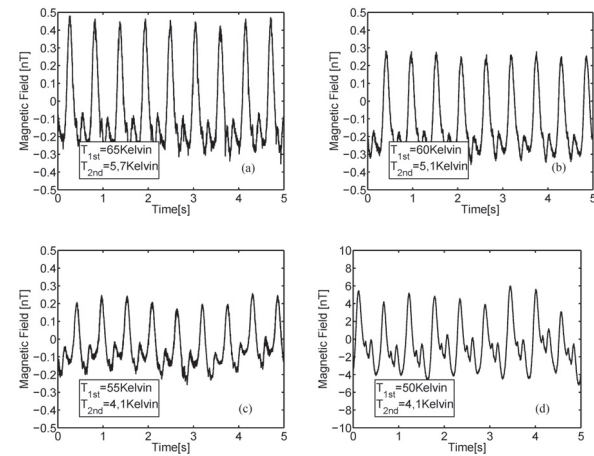 0.5
0.4
0.3
0.2
0.1
0
−0.1
−0.2
−0.3
−0.4
−0.5
Magnetic Field [nT]
T1st=65Kelvin
T2nd=5,7Kelvin
(a)
0 1 2 3 4 5
Time[s]
0.5
0.4
0.3
0.2
0.1
0
−0.1
−0.2
−0.3
−0.4
−0.5
Magnetic Field [nT]
T1st=60Kelvin
T2nd=5,1Kelvin
(b)
0 1 2 3 4 5
Time[s]
0.5
0.4
0.3
0.2
0.1
0
−0.1
−0.2
−0.3
−0.4
−0.5
Magnetic Field [nT]
T1st=55Kelvin
T2nd=4,1Kelvin
(c)
0 1 2 3 4 5
Time[s]
10
8
6
4
2
0
−2
−4
−6
−8
−10
Magnetic Field [nT]
T1st=50Kelvin
T2nd=4,1Kelvin
(d)
0 1 2 3 4 5
Time[s]